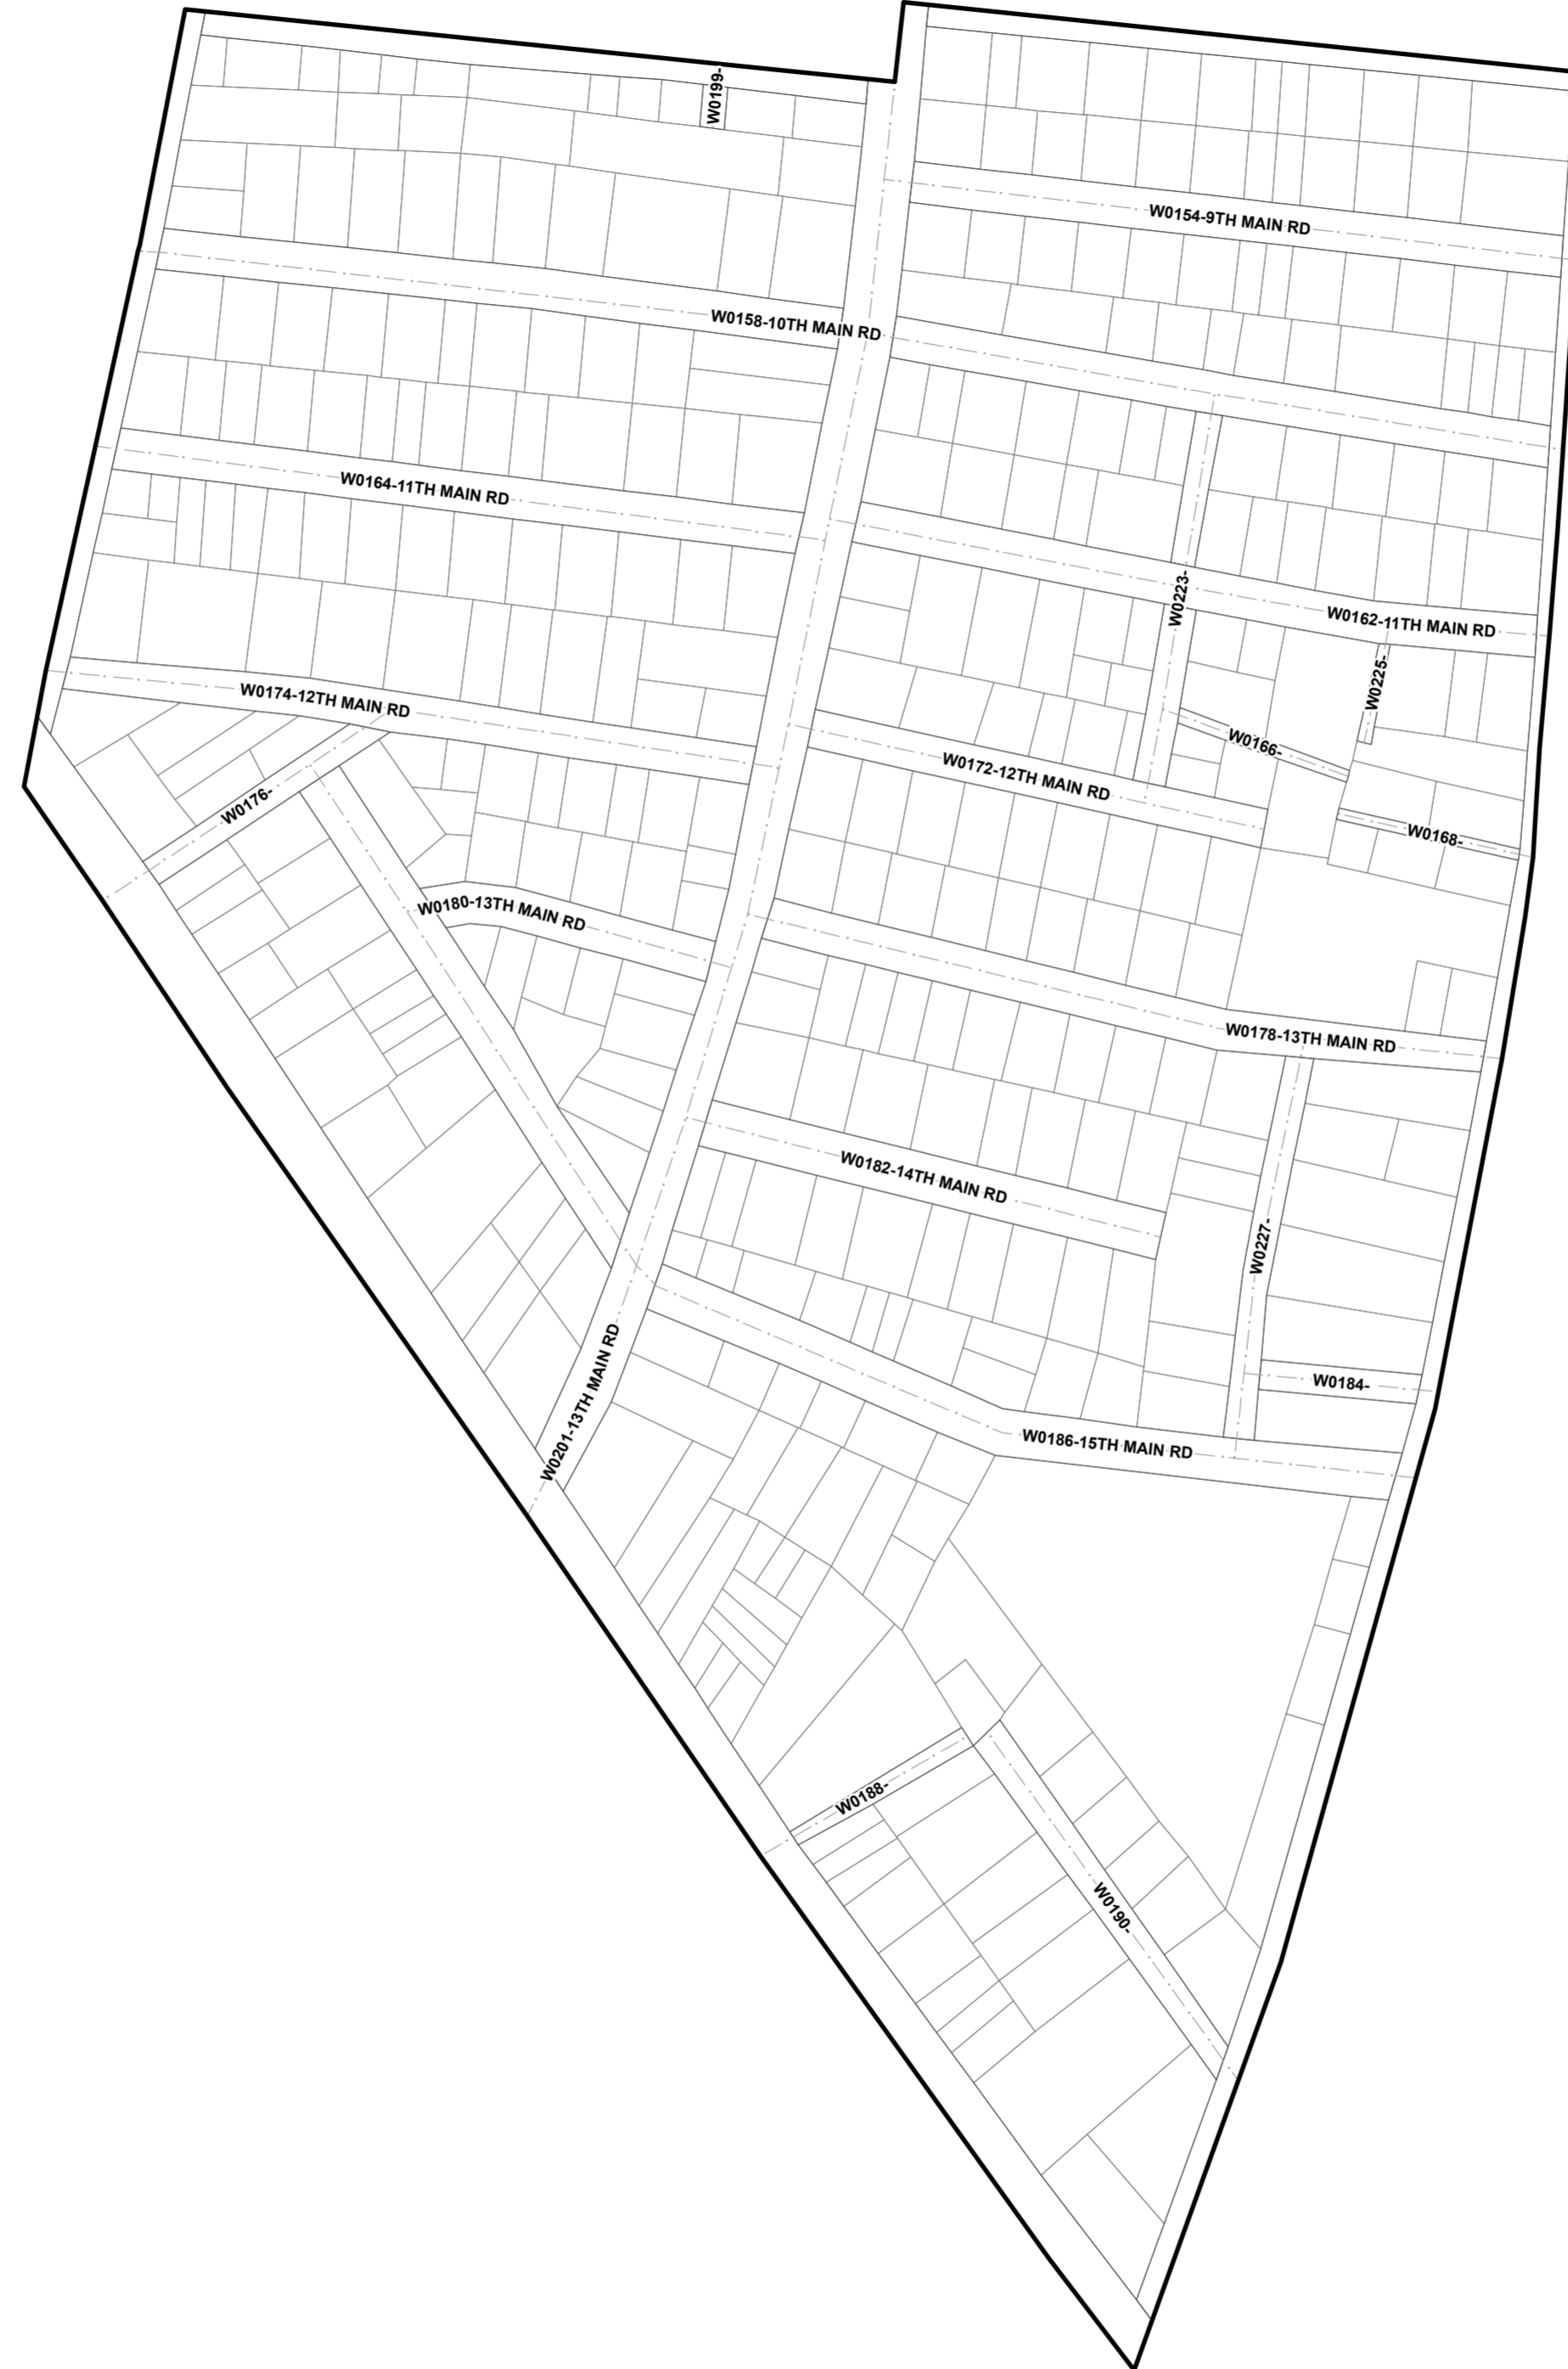 W0199-
W0154-9TH MAIN RD
W0158-10TH MAIN RD
W0164-11TH MAIN RD
W0223-
W0162-11TH MAIN RD
W0225-
W0174-12TH MAIN RD
W0166-
W0172-12TH MAIN RD
W0176-
W0168-
W0180-13TH MAIN RD
W0178-13TH MAIN RD
W0182-14TH MAIN RD
W0227-
W0184-
W0201-13TH MAIN RD
W0186-15TH MAIN RD
W0188-
W0190-